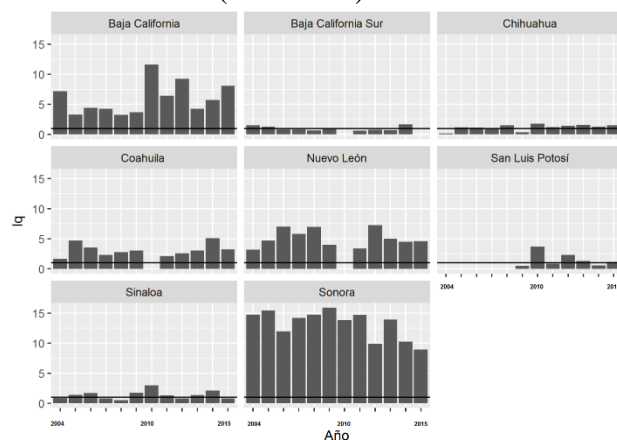 Baja California Baja California Sur Chihuahua
15
10
5
0
Coahuila Nuevo León San Luis Potosí
15
10
5
0
2004 2010
Sinaloa Sonora
15
10
5
0
2004 2010 2015 2004 2010 2015
Iq
Año